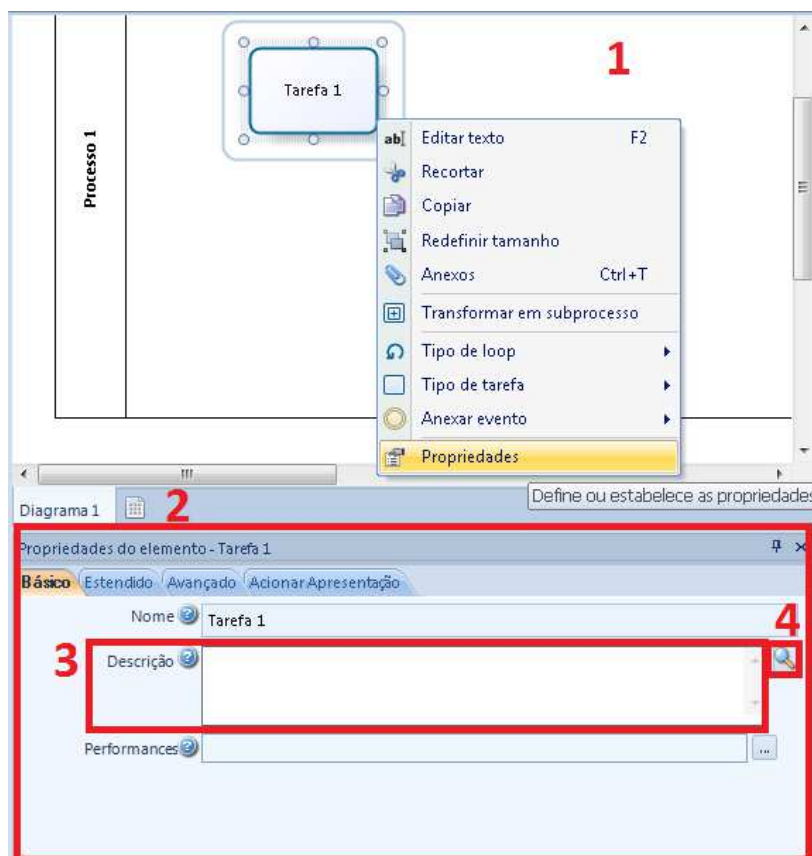 1
Tarefa 1
Processo 1
Editar texto F2
Recortar
Copiar
Redefinir tamanho
Anexos Ctrl+T
Transformar em subprocesso
Tipo de loop
Tipo de tarefa
Anexar evento
Propriedades
Define ou estabelece as propriedades
Diagrama 1
2
Propriedades do elemento - Tarefa 1
Básico Estendido Avançado Acionar Apresentação
Nome Tarefa 1
4
3
Descrição
Performances ...